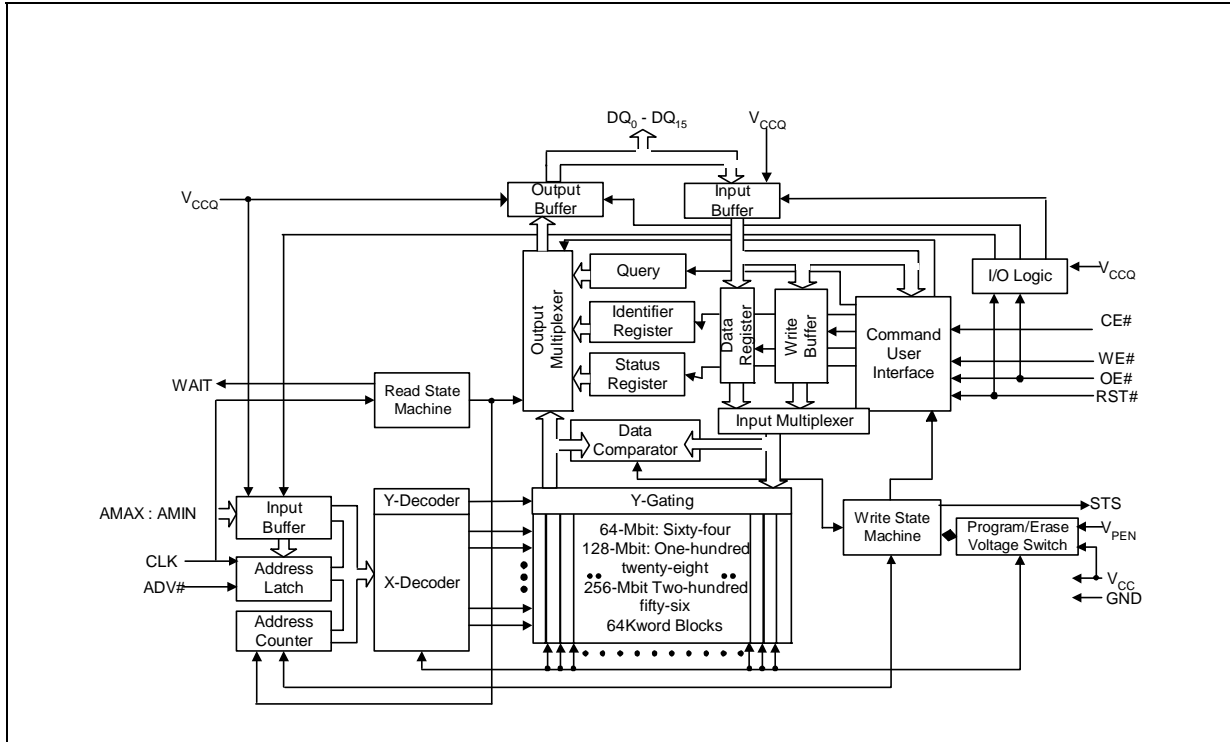 DQ0 - DQ15
VCCQ
VCCQ
Output
Buffer
Input
Buffer
Output
Multiplexer
Query
Identifier
Register
Status
Register
Data
Register
Write
Buffer
Command
User
Interface
I/O Logic
VCCQ
CE#
WE#
OE#
RST#
WAIT
Read State
Machine
Input Multiplexer
Data
Comparator
AMAX : AMIN
Input
Buffer
CLK
Address
Latch
ADV#
Address
Counter
Y-Decoder
X-Decoder
Y-Gating
64-Mbit: Sixty-four
128-Mbit: One-hundred
twenty-eight
256-Mbit Two-hundred
fifty-six
64Kword Blocks
Write State
Machine
STS
Program/Erase
Voltage Switch
VPEN
VCC
GND